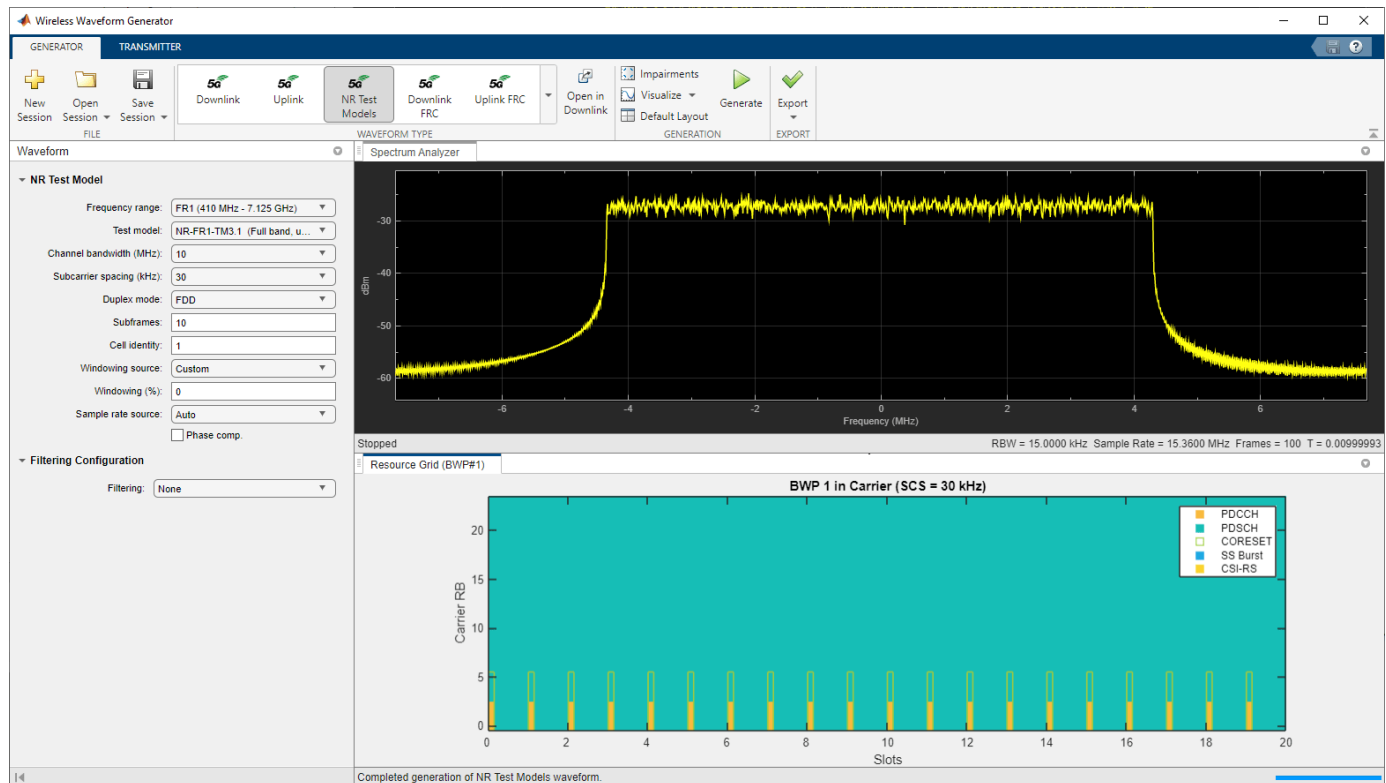 Wireless Waveform Generator
GENERATOR
TRANSMITTER
New Session
Open Session
Save Session
FILE
5G Downlink
5G Uplink
5G NR Test Models
5G Downlink FRC
5G Uplink FRC
WAVEFORM TYPE
Open in Downlink
Impairments
Visualize
Default Layout
Generate
GENERATION
Export
EXPORT
Waveform
NR Test Model
Frequency range: FR1 (410 MHz - 7.125 GHz)
Test model: NR-FR1-TM3.1 (Full band, u...
Channel bandwidth (MHz): 10
Subcarrier spacing (kHz): 30
Duplex mode: FDD
Subframes: 10
Cell identity: 1
Windowing source: Custom
Windowing (%): 0
Sample rate source: Auto
Phase comp.
Filtering Configuration
Filtering: None
Spectrum Analyzer
-30
-40
-50
-60
dBm
-6 -4 -2 0 2 4 6
Frequency (MHz)
Stopped
RBW = 15.0000 kHz Sample Rate = 15.3600 MHz Frames = 100 T = 0.00999993
Resource Grid (BWP#1)
BWP 1 in Carrier (SCS = 30 kHz)
PDCCH
PDSCH
CORESET
SS Burst
CSI-RS
20
15
10
5
0
Carrier RB
0 2 4 6 8 10 12 14 16 18 20
Slots
Completed generation of NR Test Models waveform.